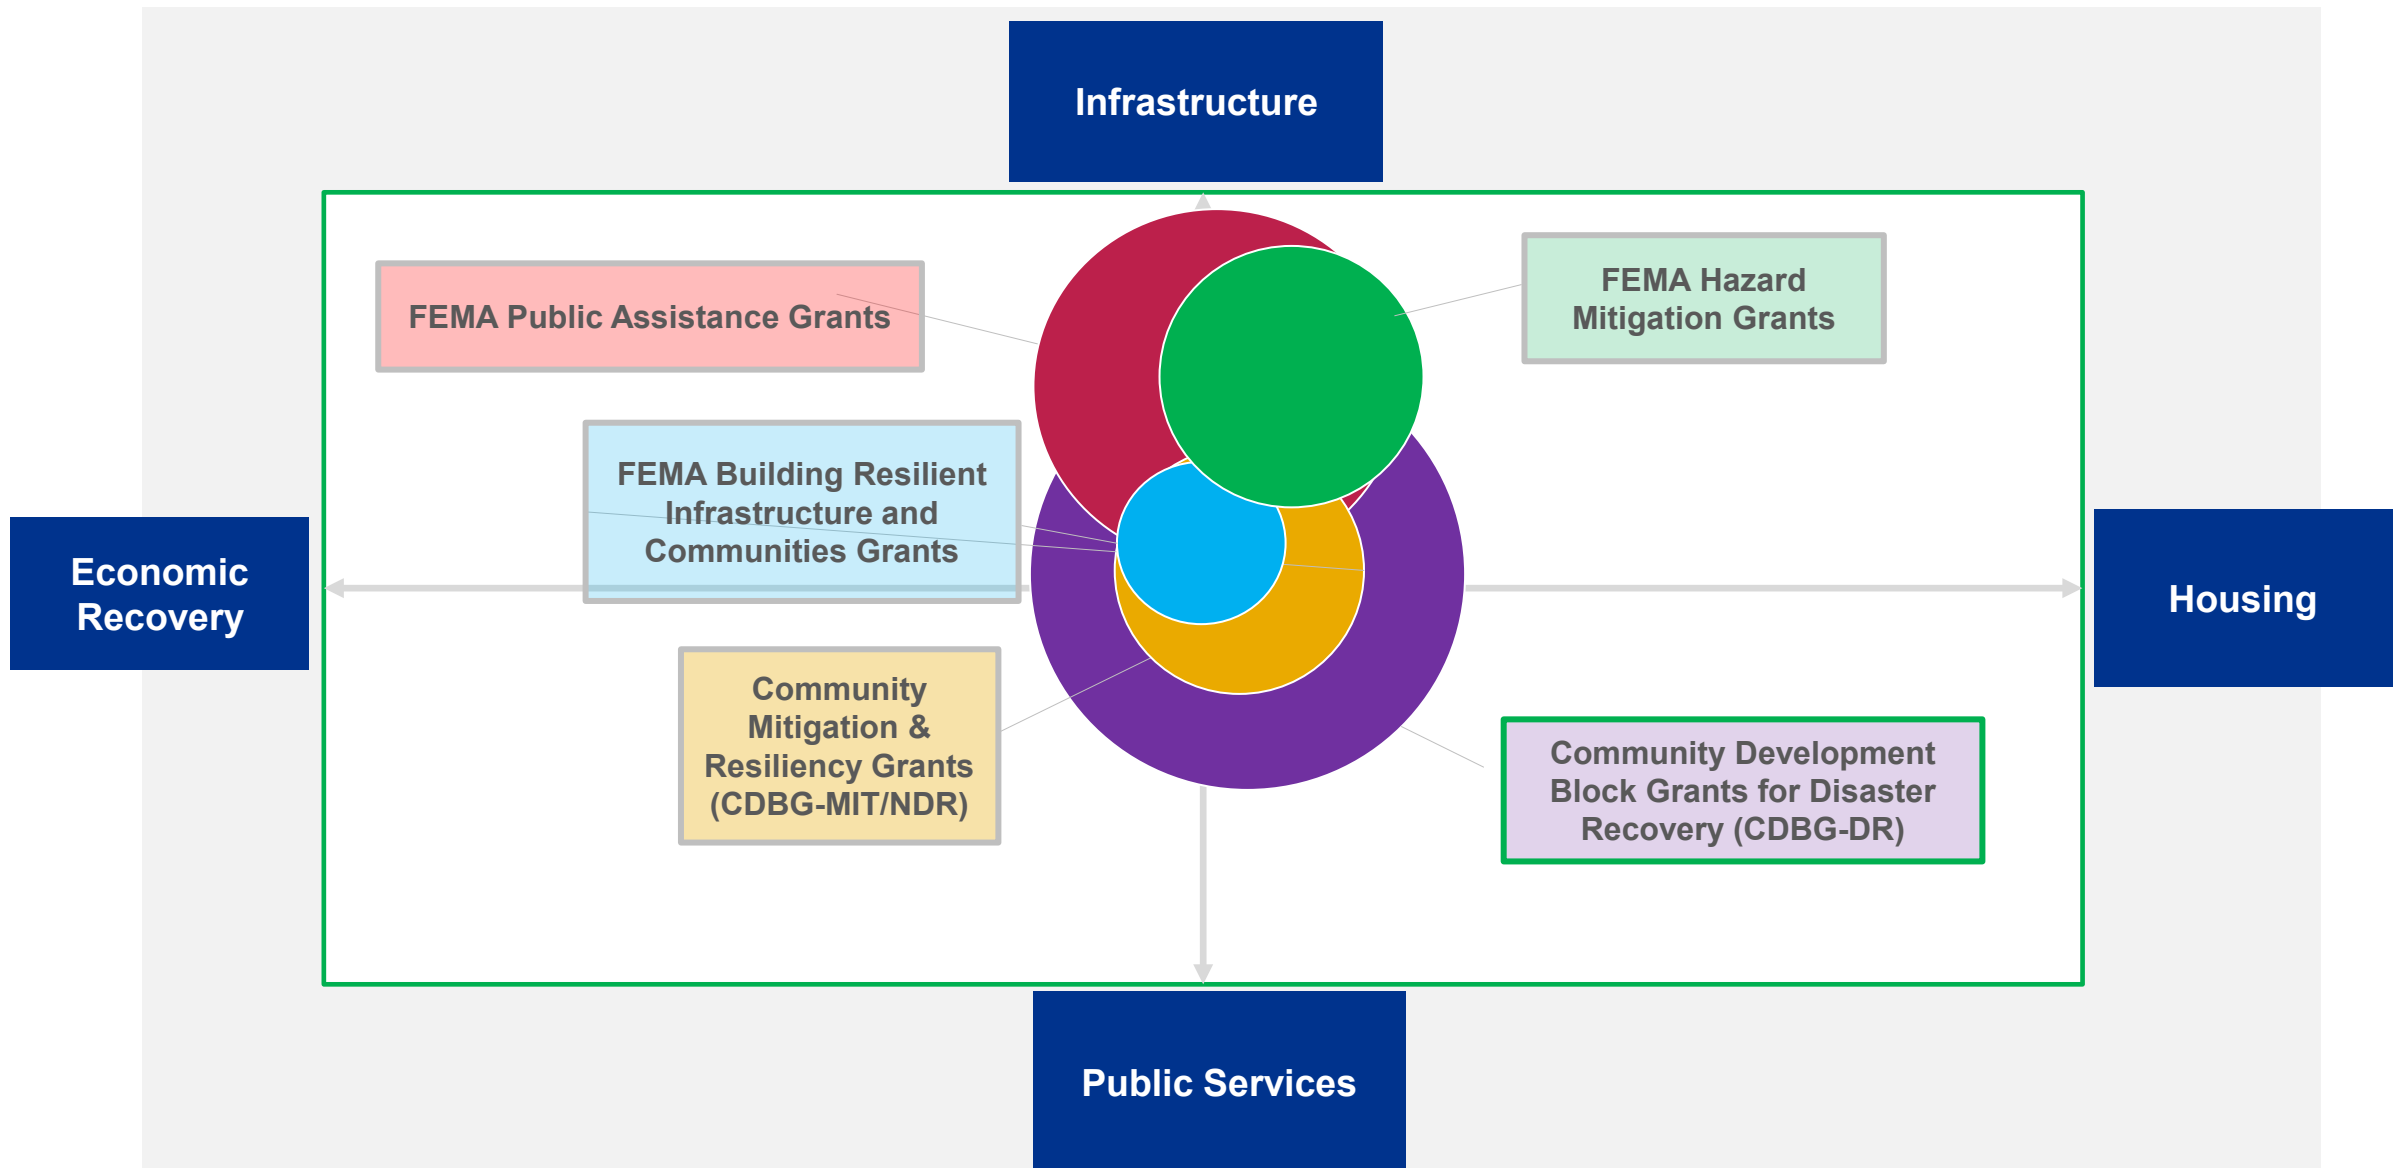 Infrastructure
FEMA Public Assistance Grants
FEMA Hazard
Mitigation Grants
FEMA Building Resilient
Infrastructure and
Communities Grants
Economic
Recovery
Housing
Community
Mitigation &
Resiliency Grants
(CDBG-MIT/NDR)
Community Development
Block Grants for Disaster
Recovery (CDBG-DR)
Public Services